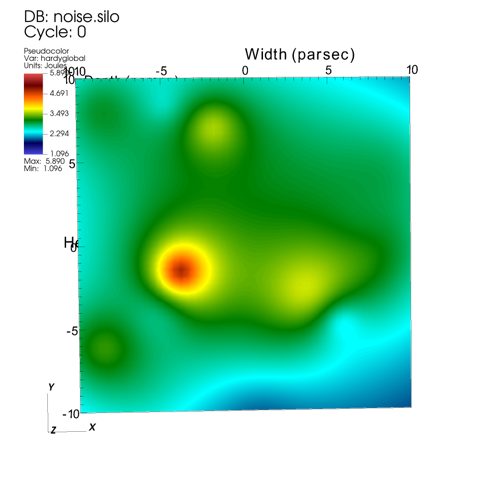 DB: noise.silo
Cycle: 0
Pseudocolor
Var: hardyglobal
Units: Joules
5.890
4.691
3.493
2.294
1.096
Max: 5.890
Min: 1.096
Width (parsec)
-5 0 5 10
10
5
0
-5
-10
Y
Z X